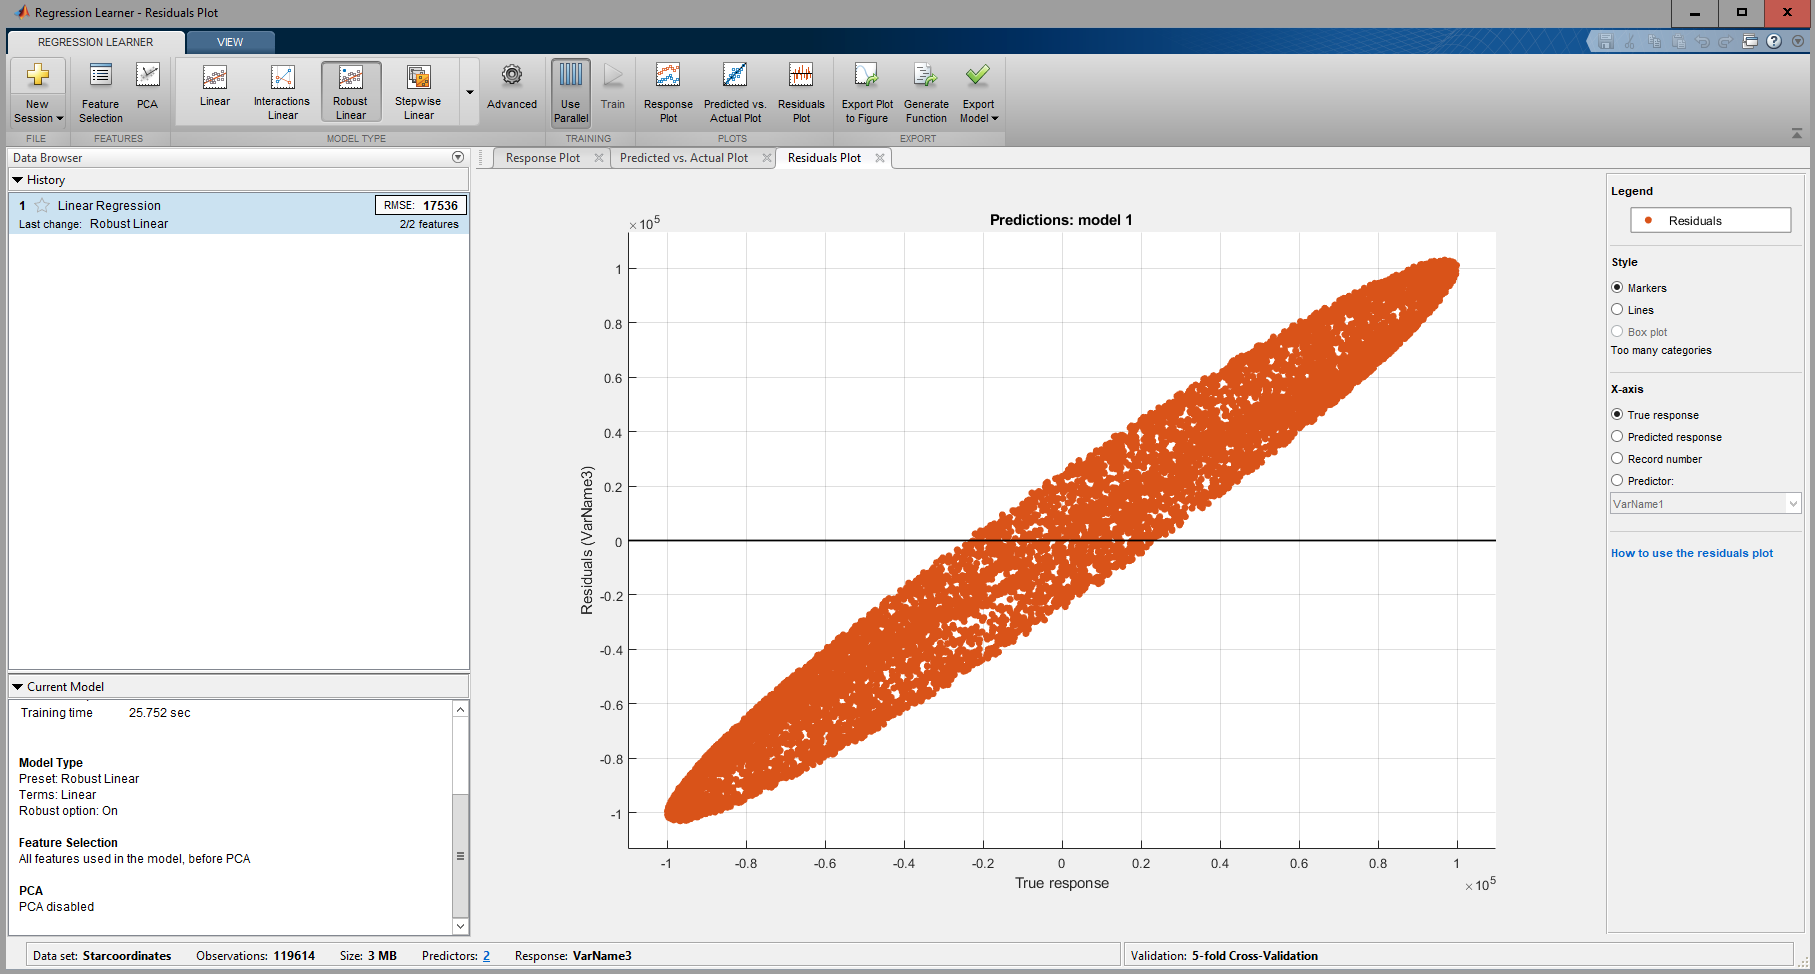 Regression Learner - Residuals Plot
REGRESSION LEARNER
VIEW
New Session
Feature Selection
PCA
Linear
Interactions Linear
Robust Linear
Stepwise Linear
Advanced
Use Parallel
Train
Response Plot
Predicted vs. Actual Plot
Residuals Plot
Export Plot to Figure
Generate Function
Export Model
FILE
FEATURES
MODEL TYPE
TRAINING
PLOTS
EXPORT
Data Browser
History
1 Linear Regression RMSE: 17536
Last change: Robust Linear 2/2 features
Current Model
Training time 25.752 sec
Model Type
Preset: Robust Linear
Terms: Linear
Robust option: On
Feature Selection
All features used in the model, before PCA
PCA
PCA disabled
Response Plot
Predicted vs. Actual Plot
Residuals Plot
Predictions: model 1
×10^5
1
0.8
0.6
0.4
0.2
0
-0.2
-0.4
-0.6
-0.8
-1
Residuals (VarName3)
-1 -0.8 -0.6 -0.4 -0.2 0 0.2 0.4 0.6 0.8 1
×10^5
True response
Legend
Residuals
Style
Markers
Lines
Box plot
Too many categories
X-axis
True response
Predicted response
Record number
Predictor:
VarName1
How to use the residuals plot
Data set: Starcoordinates Observations: 119614 Size: 3 MB Predictors: 2 Response: VarName3
Validation: 5-fold Cross-Validation